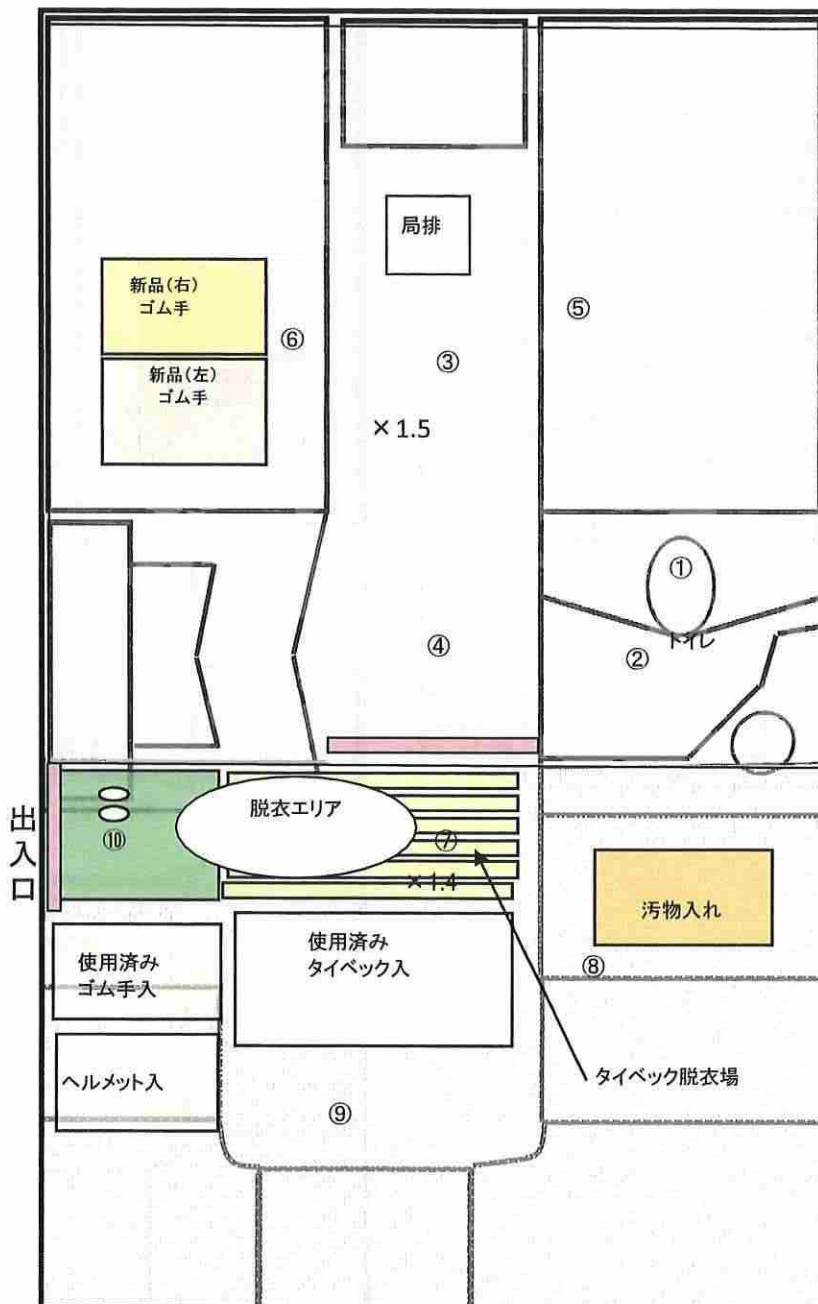 局排
新品(右)
ゴム手
⑥
⑤
③
新品(左)
ゴム手
×1.5
①
④
②
トイレ
出入口
脱衣エリア
⑩
⑦
×1.4
汚物入れ
使用済み
ゴム手入
使用済み
タイベック入
⑧
ヘルメット入
タイベック脱衣場
⑨